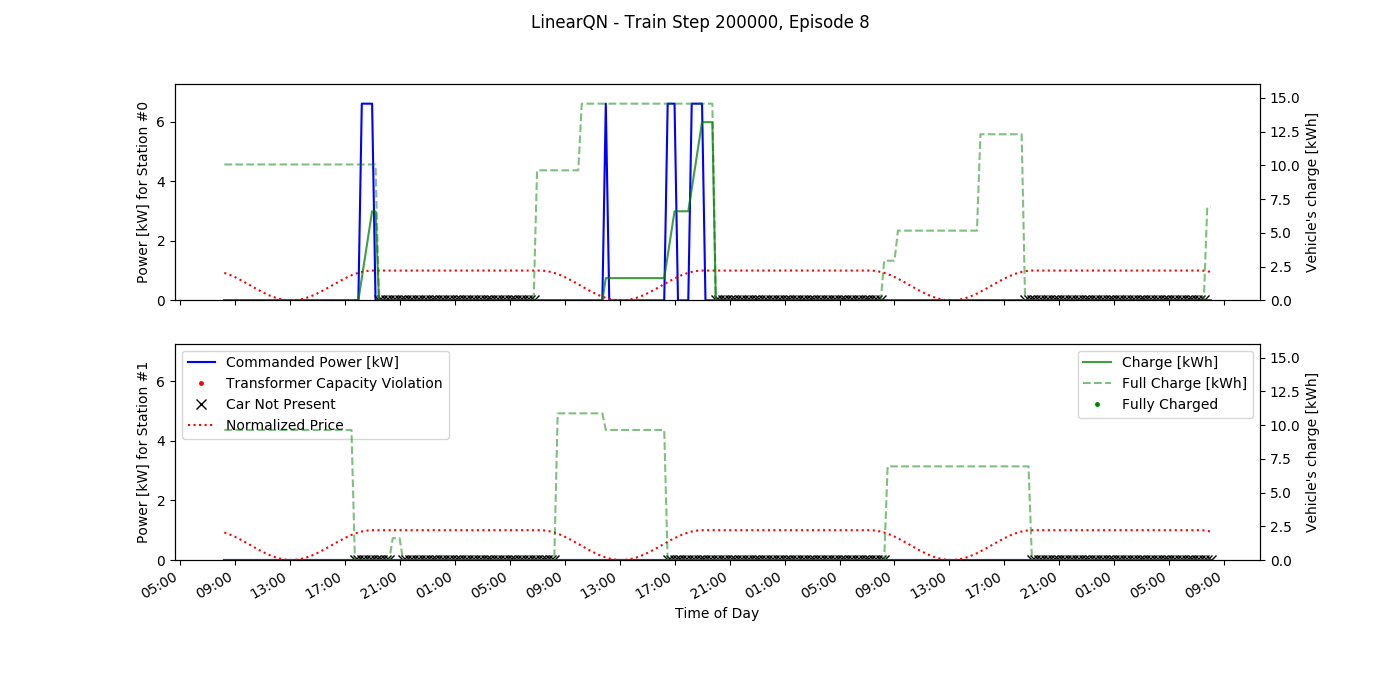 LinearQN - Train Step 200000, Episode 8
Power [kW] for Station #0
6
4
2
0
15.0
12.5
10.0
7.5
5.0
2.5
0.0
Vehicle's charge [kWh]
Power [kW] for Station #1
6
4
2
0
Commanded Power [kW]
Transformer Capacity Violation
Car Not Present
Normalized Price
Charge [kWh]
Full Charge [kWh]
Fully Charged
15.0
12.5
10.0
7.5
5.0
2.5
0.0
Vehicle's charge [kWh]
05:00 09:00 13:00 17:00 21:00 01:00 05:00 09:00 13:00 17:00 21:00 01:00 05:00 09:00 13:00 17:00 21:00 01:00 05:00 09:00
Time of Day